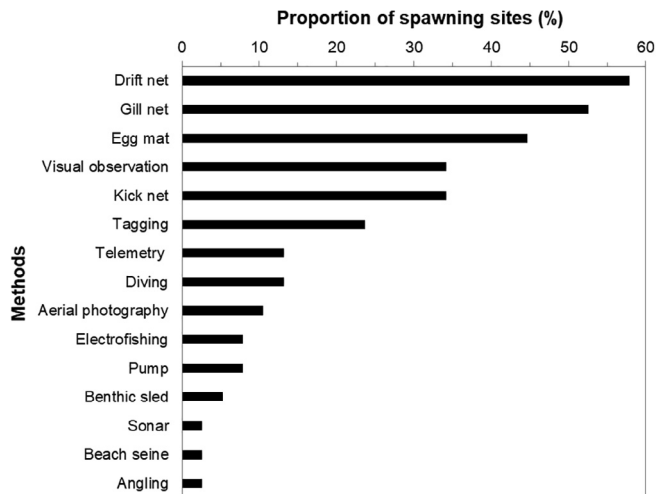 Proportion of spawning sites (%)
0 10 20 30 40 50 60
Drift net
Gill net
Egg mat
Visual observation
Kick net
Tagging
Telemetry
Diving
Aerial photography
Electrofishing
Pump
Benthic sled
Sonar
Beach seine
Angling
Methods